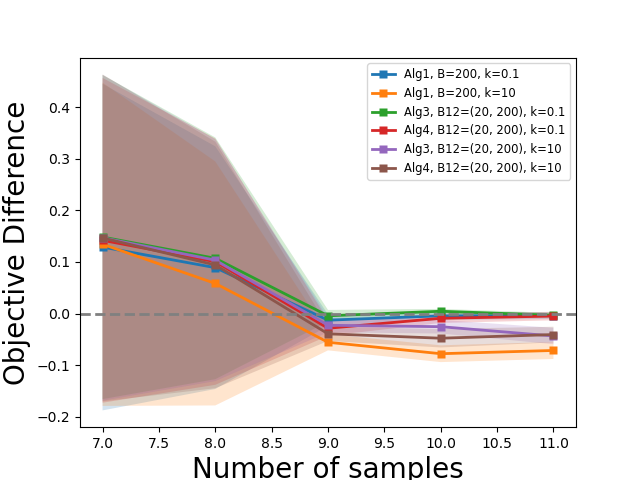 Alg1, B=200, k=0.1
Alg1, B=200, k=10
Alg3, B12=(20, 200), k=0.1
Alg4, B12=(20, 200), k=0.1
Alg3, B12=(20, 200), k=10
Alg4, B12=(20, 200), k=10
Objective Difference
0.4
0.3
0.2
0.1
0.0
−0.1
−0.2
7.0 7.5 8.0 8.5 9.0 9.5 10.0 10.5 11.0
Number of samples